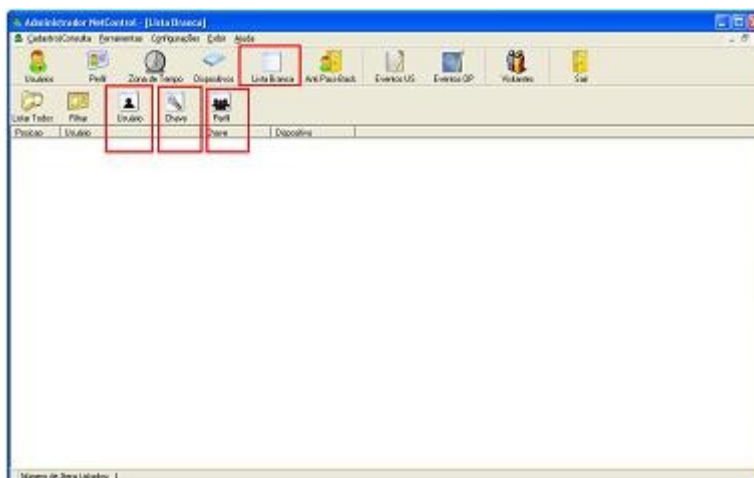 Administrador NetControl - [Lista Branca]
Cadastro/Consulta Ferramentas Configurações Exibir Ajuda
Usuários Perfil Zona de Tempo Dispositivos Lista Branca Anti Pass-Back Eventos US Eventos OP Visitantes Sair
Listar Todos Filtrar Usuário Chave Perfil
Posicao Usuário Chave Dispositivo
Número de Itens Listados: 1